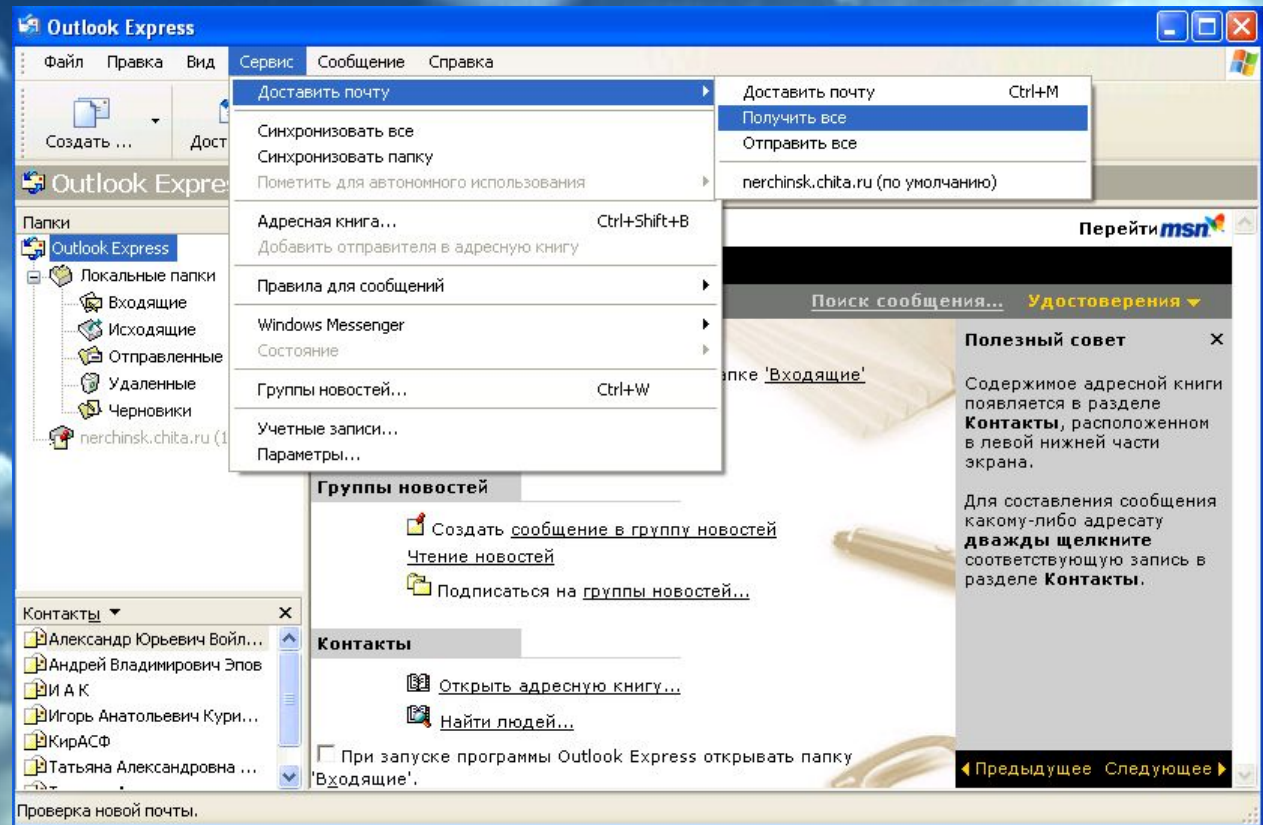 Outlook Express
Файл Правка Вид Сервис Сообщение Справка
Создать ... Дост
Доставить почту
Синхронизовать все
Синхронизовать папку
Пометить для автономного использования
Адресная книга... Ctrl+Shift+B
Добавить отправителя в адресную книгу
Правила для сообщений
Windows Messenger
Состояние
Группы новостей... Ctrl+W
Учетные записи...
Параметры...
Доставить почту Ctrl+M
Получить все
Отправить все
nerchinsk.chita.ru (по умолчанию)
Outlook Expre
Папки
Outlook Express
Локальные папки
Входящие
Исходящие
Отправленные
Удаленные
Черновики
nerchinsk.chita.ru (1
Контакты
Александр Юрьевич Войл...
Андрей Владимирович Эпов
И А К
Игорь Анатольевич Кури...
КирАСФ
Татьяна Александровна ...
Перейти msn
Поиск сообщения... Удостоверения
апке 'Входящие'
Группы новостей
Создать сообщение в группу новостей
Чтение новостей
Подписаться на группы новостей...
Контакты
Открыть адресную книгу...
Найти людей...
При запуске программы Outlook Express открывать папку
'Входящие'.
Полезный совет
Содержимое адресной книги
появляется в разделе
Контакты, расположенном
в левой нижней части
экрана.
Для составления сообщения
какому-либо адресату
дважды щелкните
соответствующую запись в
разделе Контакты.
Предыдущее Следующее
Проверка новой почты.